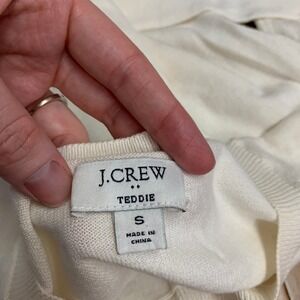 J.CREW
••
TEDDIE
S
MADE IN
CHINA